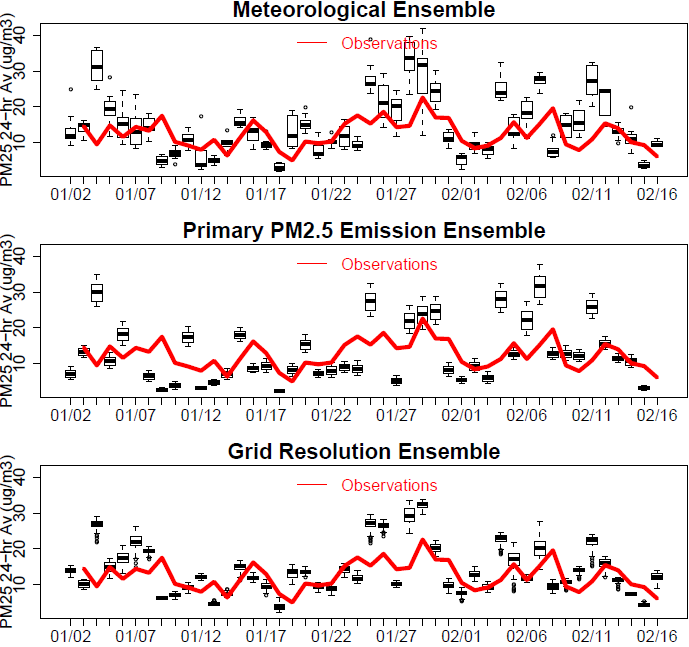 Meteorological Ensemble
PM25 24-hr Av (ug/m3)
10 20 30 40
Observations
01/02 01/07 01/12 01/17 01/22 01/27 02/01 02/06 02/11 02/16
Primary PM2.5 Emission Ensemble
PM25 24-hr Av (ug/m3)
10 20 30 40
Observations
01/02 01/07 01/12 01/17 01/22 01/27 02/01 02/06 02/11 02/16
Grid Resolution Ensemble
PM25 24-hr Av (ug/m3)
10 20 30 40
Observations
01/02 01/07 01/12 01/17 01/22 01/27 02/01 02/06 02/11 02/16